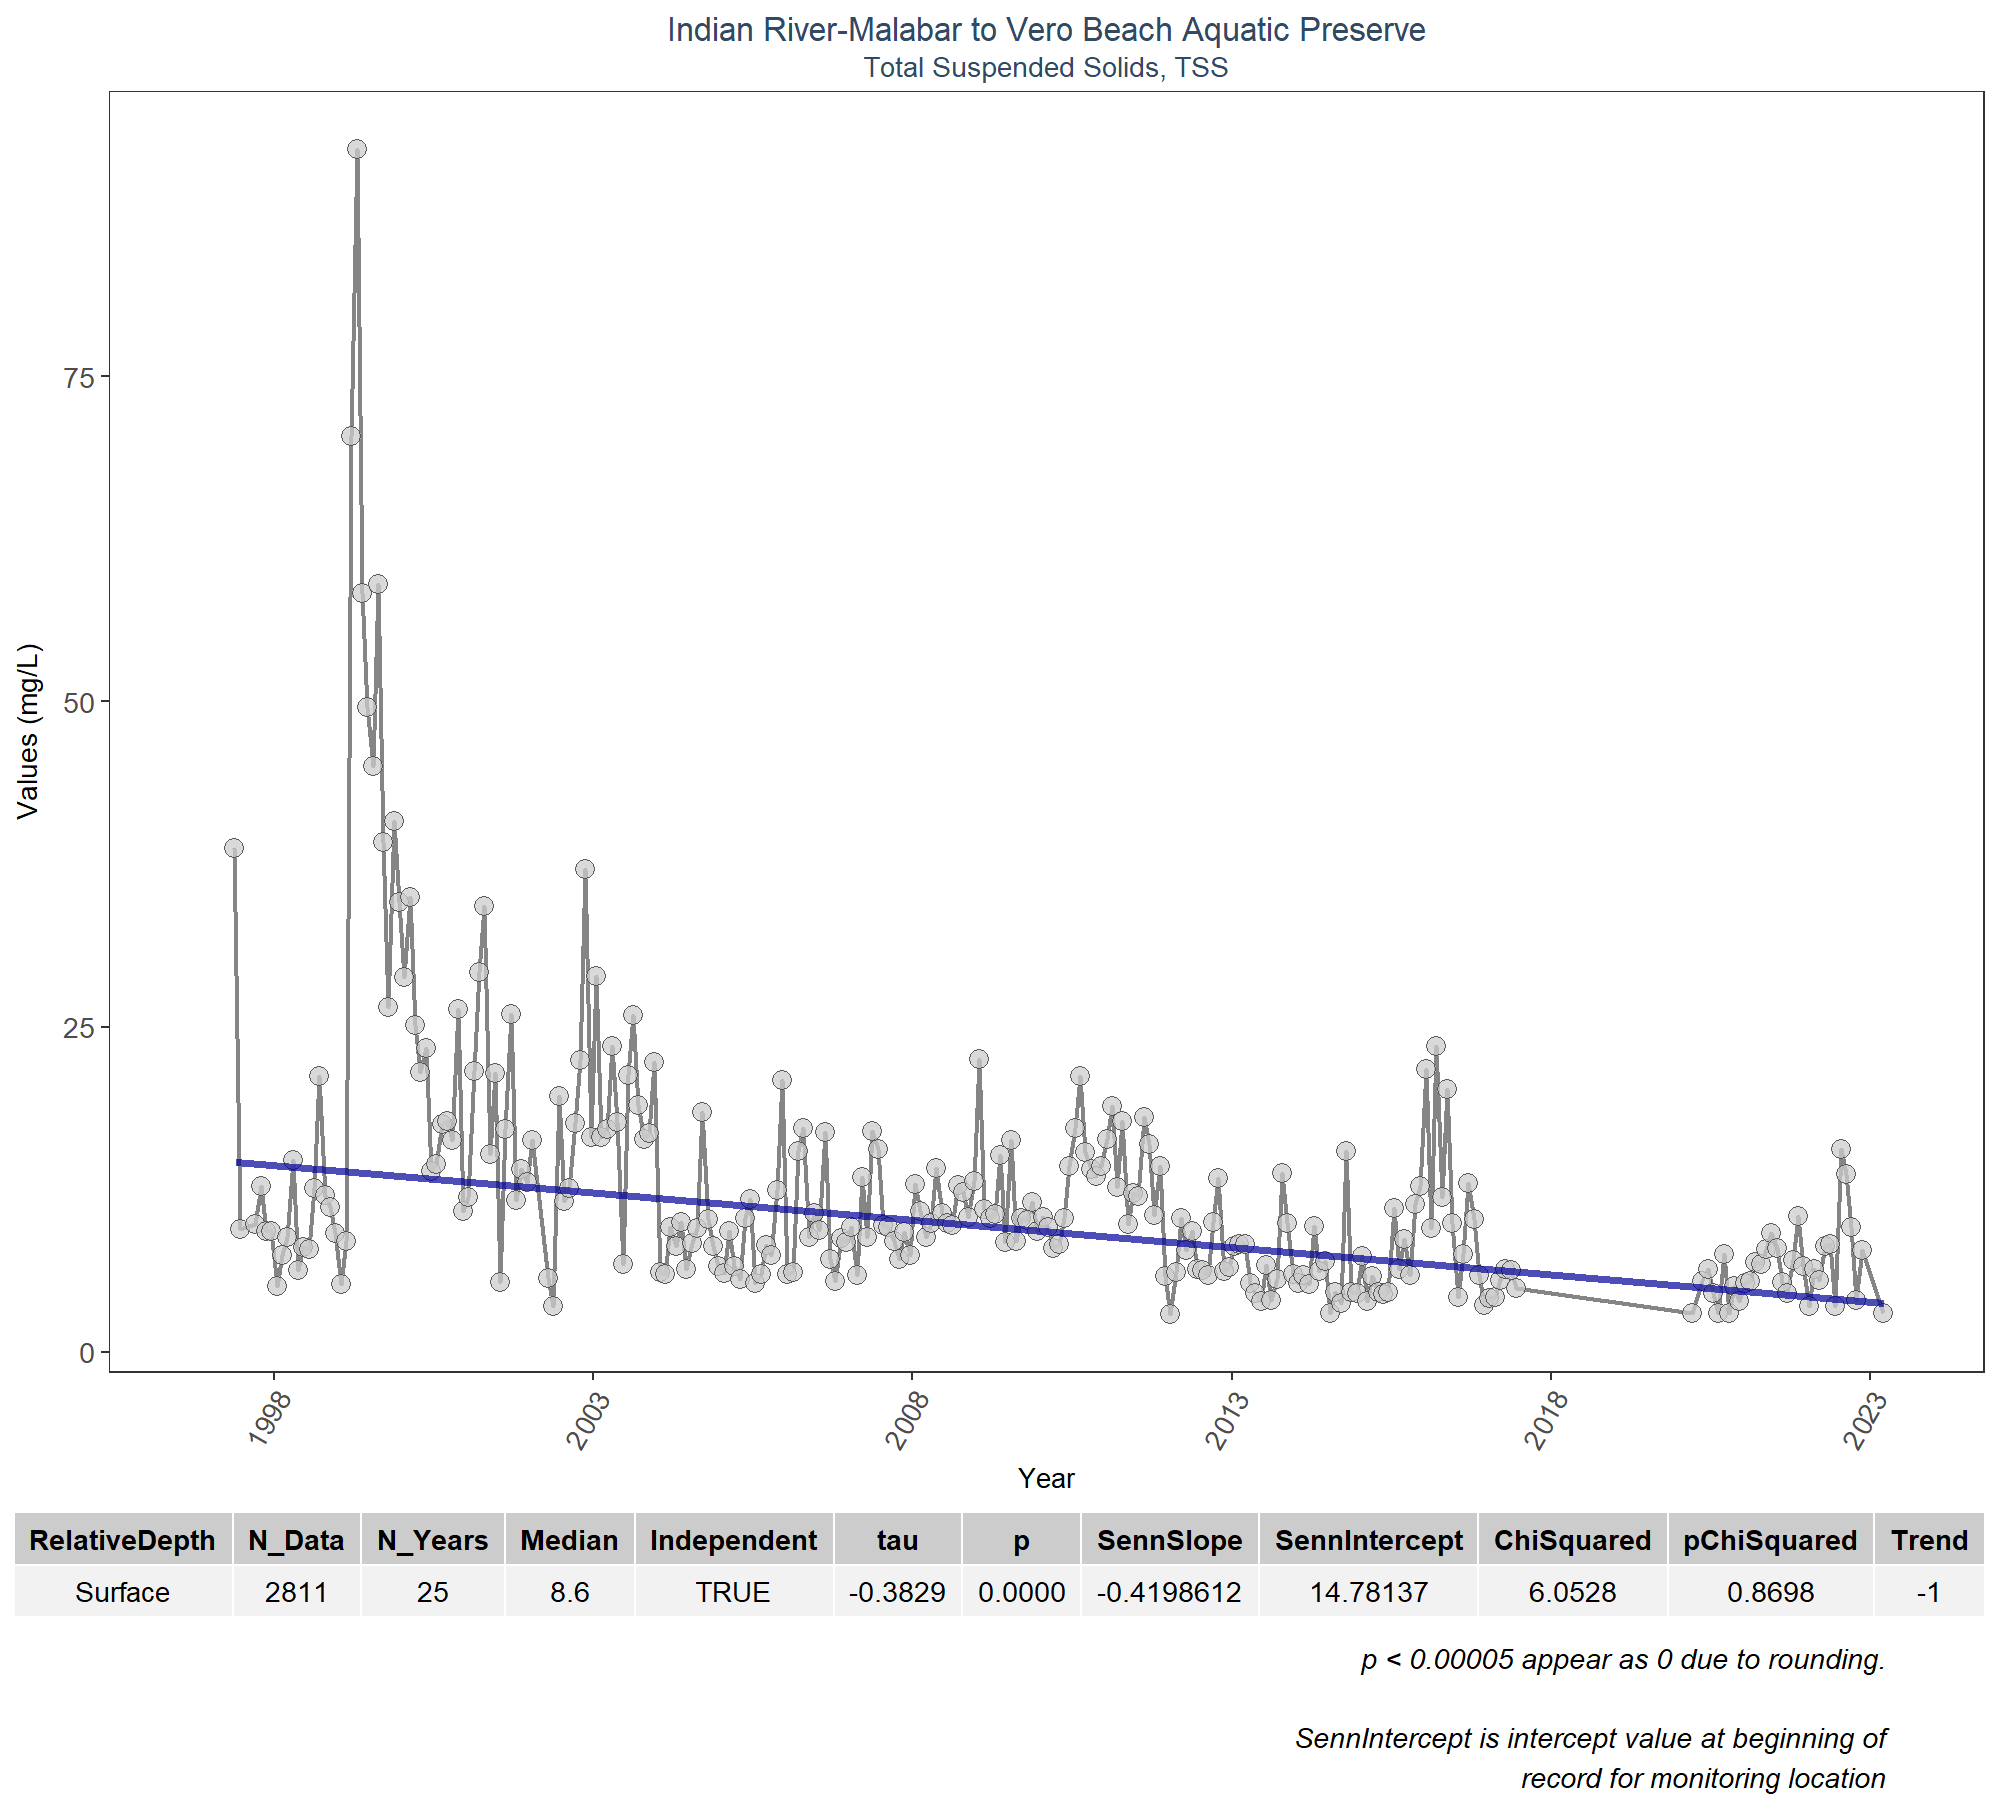 Indian River-Malabar to Vero Beach Aquatic Preserve
Total Suspended Solids, TSS
Values (mg/L)
75
50
25
0
1998
2003
2008
2013
2018
2023
Year
RelativeDepth N_Data N_Years Median Independent tau p SennSlope SennIntercept ChiSquared pChiSquared Trend
Surface 2811 25 8.6 TRUE -0.3829 0.0000 -0.4198612 14.78137 6.0528 0.8698 -1
p < 0.00005 appear as 0 due to rounding.
SennIntercept is intercept value at beginning of
record for monitoring location